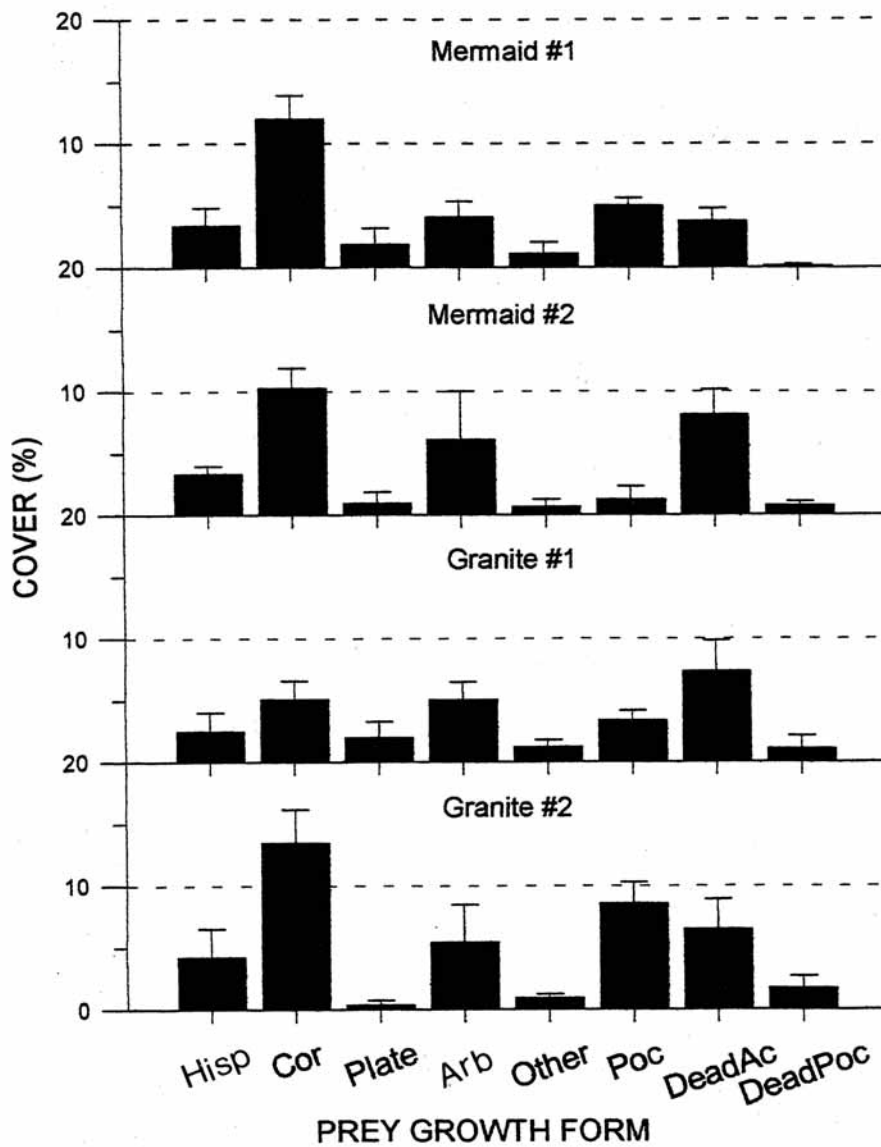 20
Mermaid #1
10
20
Mermaid #2
10
20
Granite #1
10
20
Granite #2
10
0
COVER (%)
Hisp Cor Plate Arb Other Poc DeadAc DeadPoc
PREY GROWTH FORM